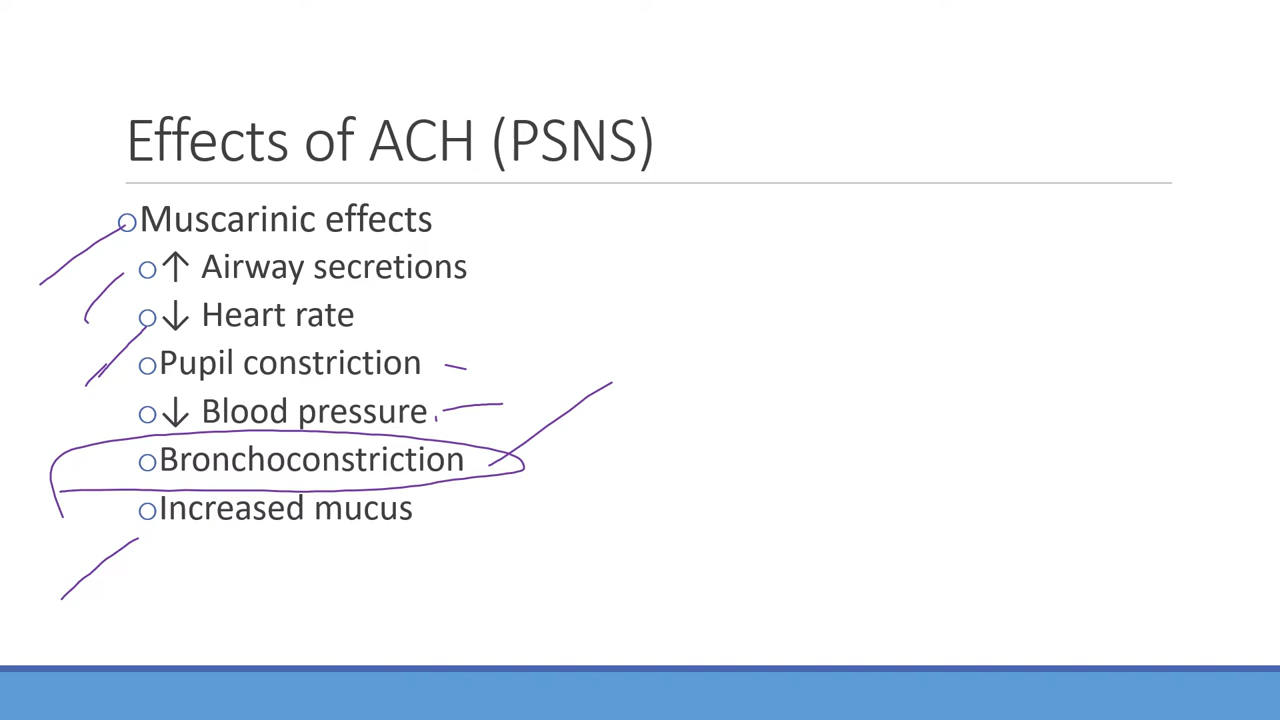 Effects of ACH (PSNS)
Muscarinic effects
↑ Airway secretions
↓ Heart rate
Pupil constriction
↓ Blood pressure
Bronchoconstriction
Increased mucus